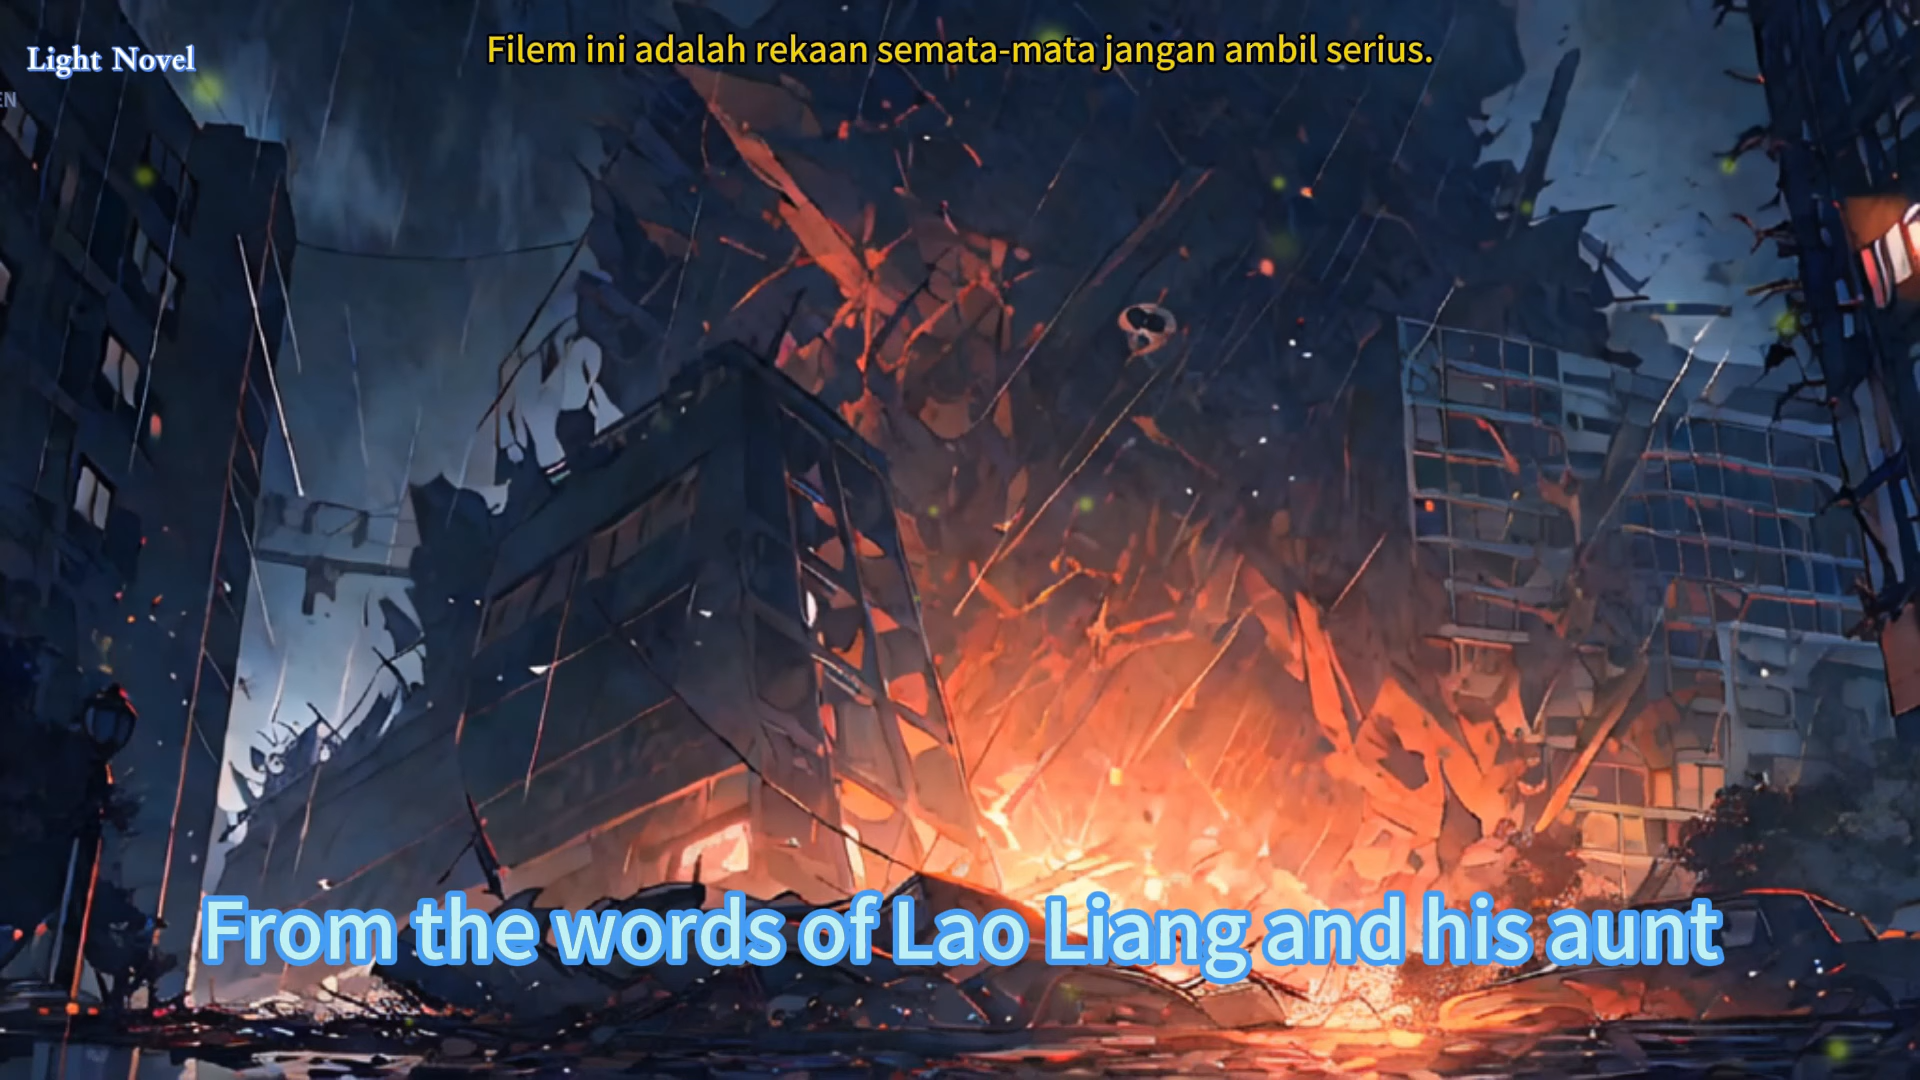 Filem ini adalah rekaan semata-mata jangan ambil serius.
Light Novel
EN
From the words of Lao Liang and his aunt